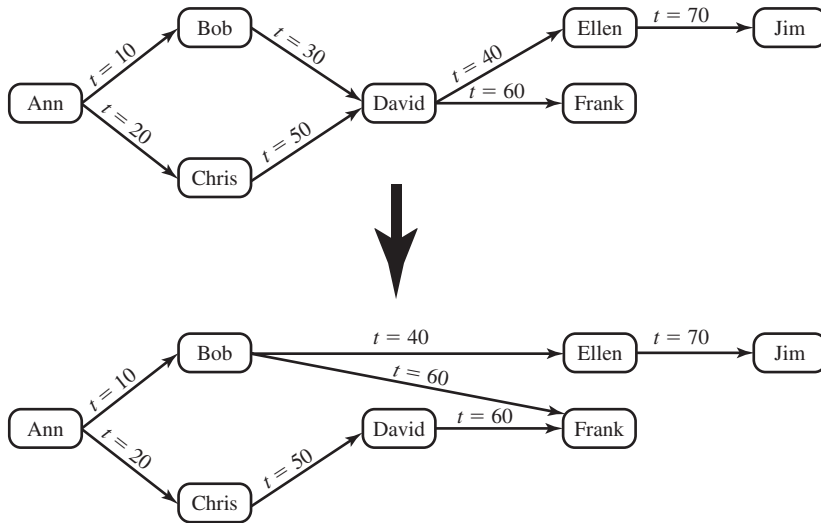 Bob
Ellen
t = 70
Jim
t = 10
t = 30
t = 40
Ann
David
t = 60
Frank
t = 20
t = 50
Chris
Bob
t = 40
Ellen
t = 70
Jim
t = 10
t = 60
Ann
David
t = 60
Frank
t = 20
t = 50
Chris